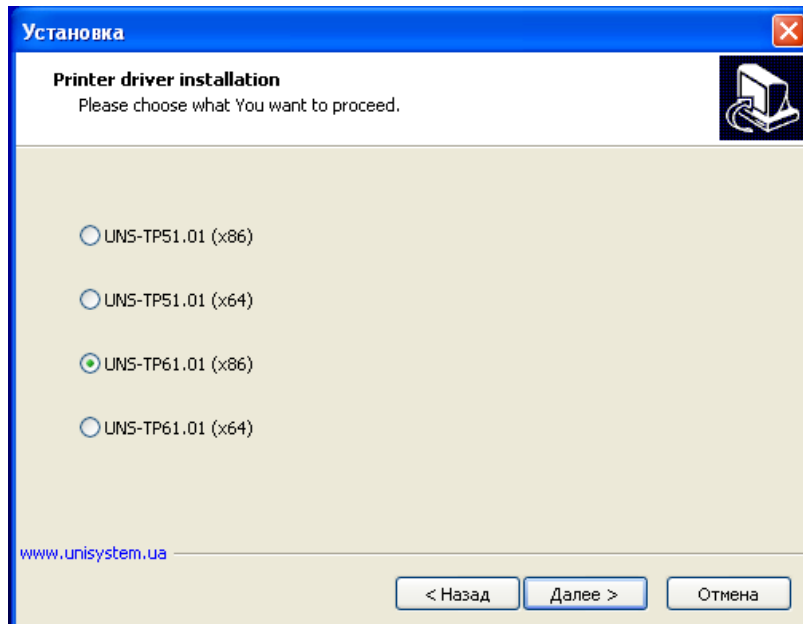 Установка
Printer driver installation
Please choose what You want to proceed.
UNS-TP51.01 (x86)
UNS-TP51.01 (x64)
UNS-TP61.01 (x86)
UNS-TP61.01 (x64)
www.unisystem.ua
< Назад
Далее >
Отмена